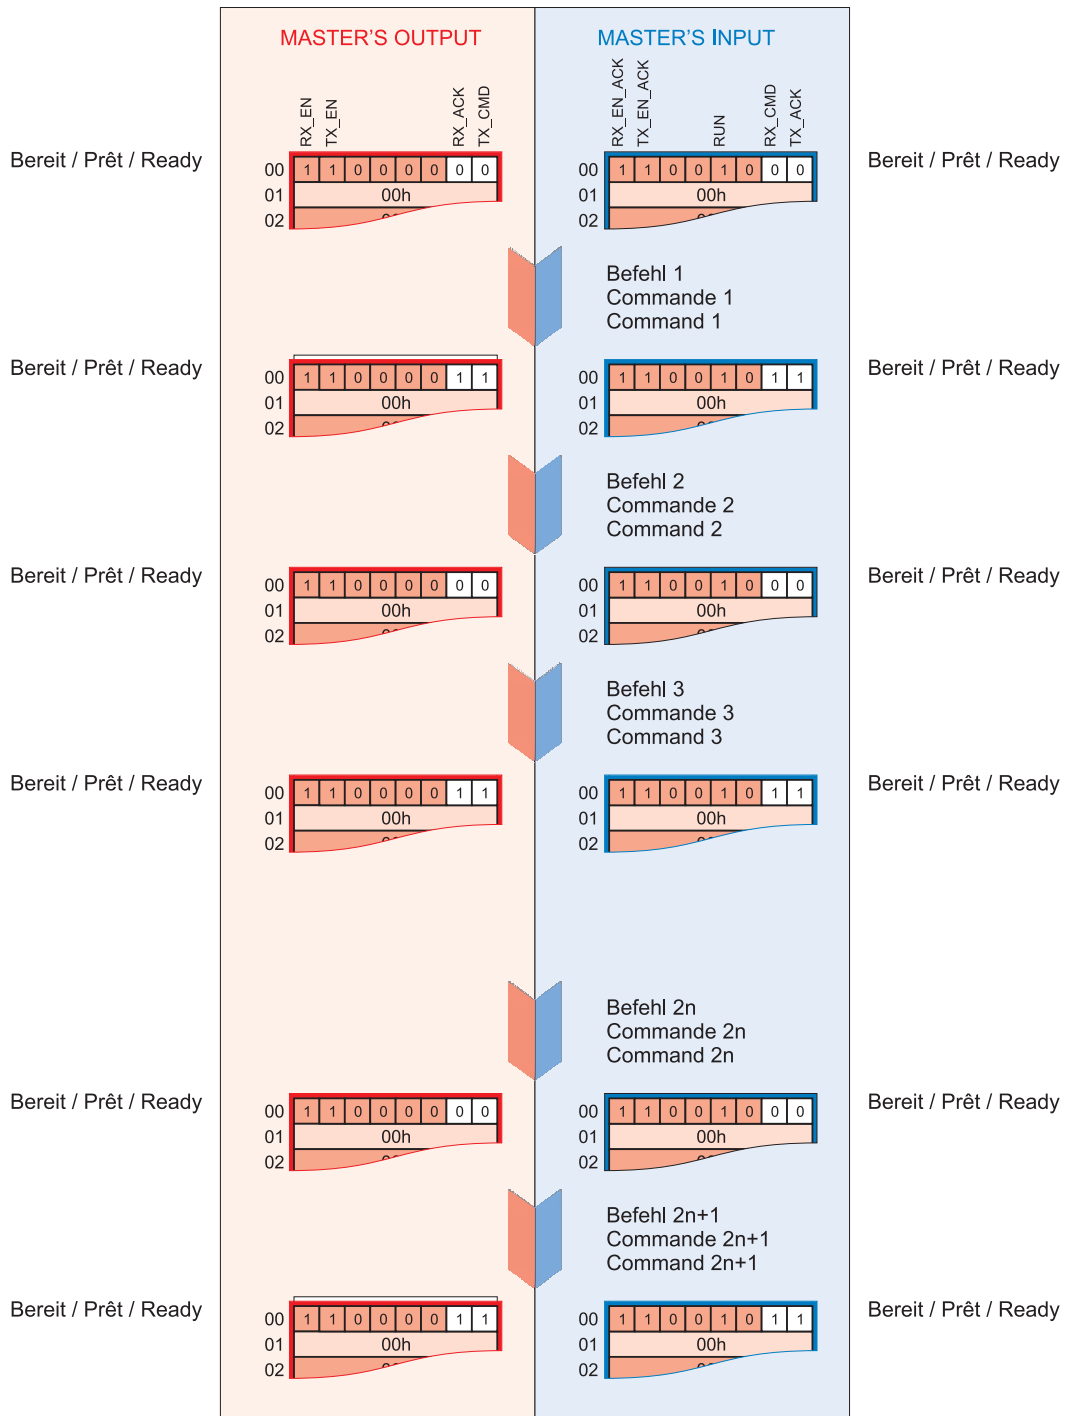 MASTER'S OUTPUT MASTER'S INPUT
RX_EN TX_EN RX_ACK TX_CMD RX_EN_ACK TX_EN_ACK RUN RX_CMD TX_ACK
Bereit / Prêt / Ready 00 1 1 0 0 0 0 0 0 00 1 1 0 0 1 0 0 0 Bereit / Prêt / Ready
01 00h 01 00h
02 02
Befehl 1
Commande 1
Command 1
Bereit / Prêt / Ready 00 1 1 0 0 0 0 1 1 00 1 1 0 0 1 0 1 1 Bereit / Prêt / Ready
01 00h 01 00h
02 02
Befehl 2
Commande 2
Command 2
Bereit / Prêt / Ready 00 1 1 0 0 0 0 0 0 00 1 1 0 0 1 0 0 0 Bereit / Prêt / Ready
01 00h 01 00h
02 02
Befehl 3
Commande 3
Command 3
Bereit / Prêt / Ready 00 1 1 0 0 0 0 1 1 00 1 1 0 0 1 0 1 1 Bereit / Prêt / Ready
01 00h 01 00h
02 02
Befehl 2n
Commande 2n
Command 2n
Bereit / Prêt / Ready 00 1 1 0 0 0 0 0 0 00 1 1 0 0 1 0 0 0 Bereit / Prêt / Ready
01 00h 01 00h
02 02
Befehl 2n+1
Commande 2n+1
Command 2n+1
Bereit / Prêt / Ready 00 1 1 0 0 0 0 1 1 00 1 1 0 0 1 0 1 1 Bereit / Prêt / Ready
01 00h 01 00h
02 02